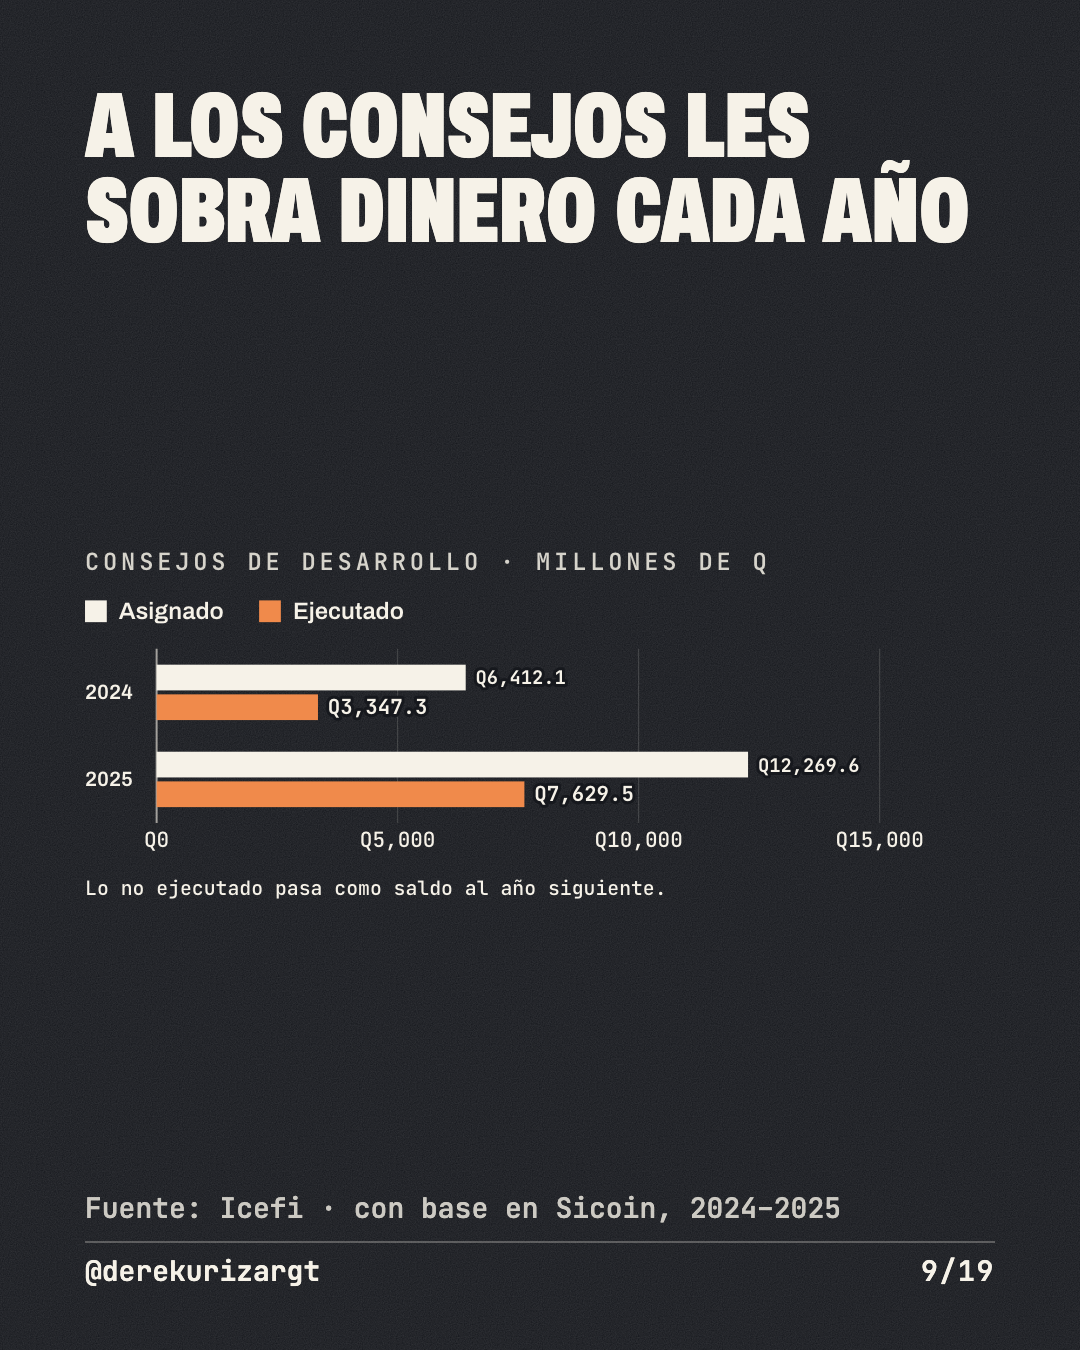 A LOS CONSEJOS LES
SOBRA DINERO CADA AÑO
CONSEJOS DE DESARROLLO · MILLONES DE Q
Asignado Ejecutado
2024
Q6,412.1
Q3,347.3
2025
Q12,269.6
Q7,629.5
Q0 Q5,000 Q10,000 Q15,000
Lo no ejecutado pasa como saldo al año siguiente.
Fuente: Icefi · con base en Sicoin, 2024–2025
@derekurizargt 9/19